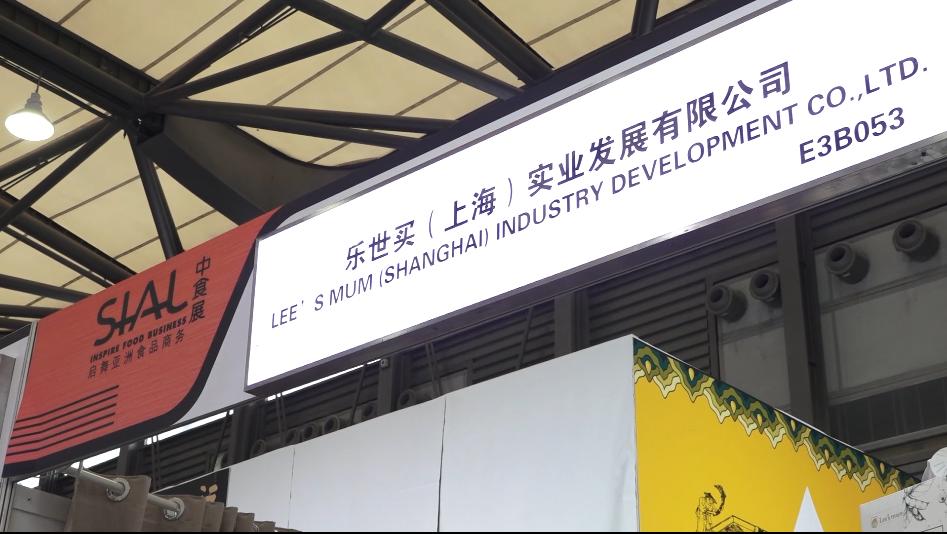 乐世买（上海）实业发展有限公司
LEE'S MUM (SHANGHAI) INDUSTRY DEVELOPMENT CO.,LTD.
E3B053
SIAL
中食展
INSPIRE FOOD BUSINESS
启舞亚洲食品商务